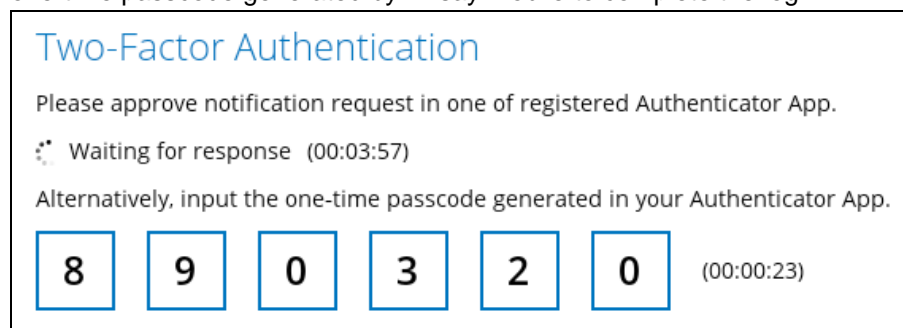 Two-Factor Authentication
Please approve notification request in one of registered Authenticator App.
Waiting for response (00:03:57)
Alternatively, input the one-time passcode generated in your Authenticator App.
8 9 0 3 2 0 (00:00:23)